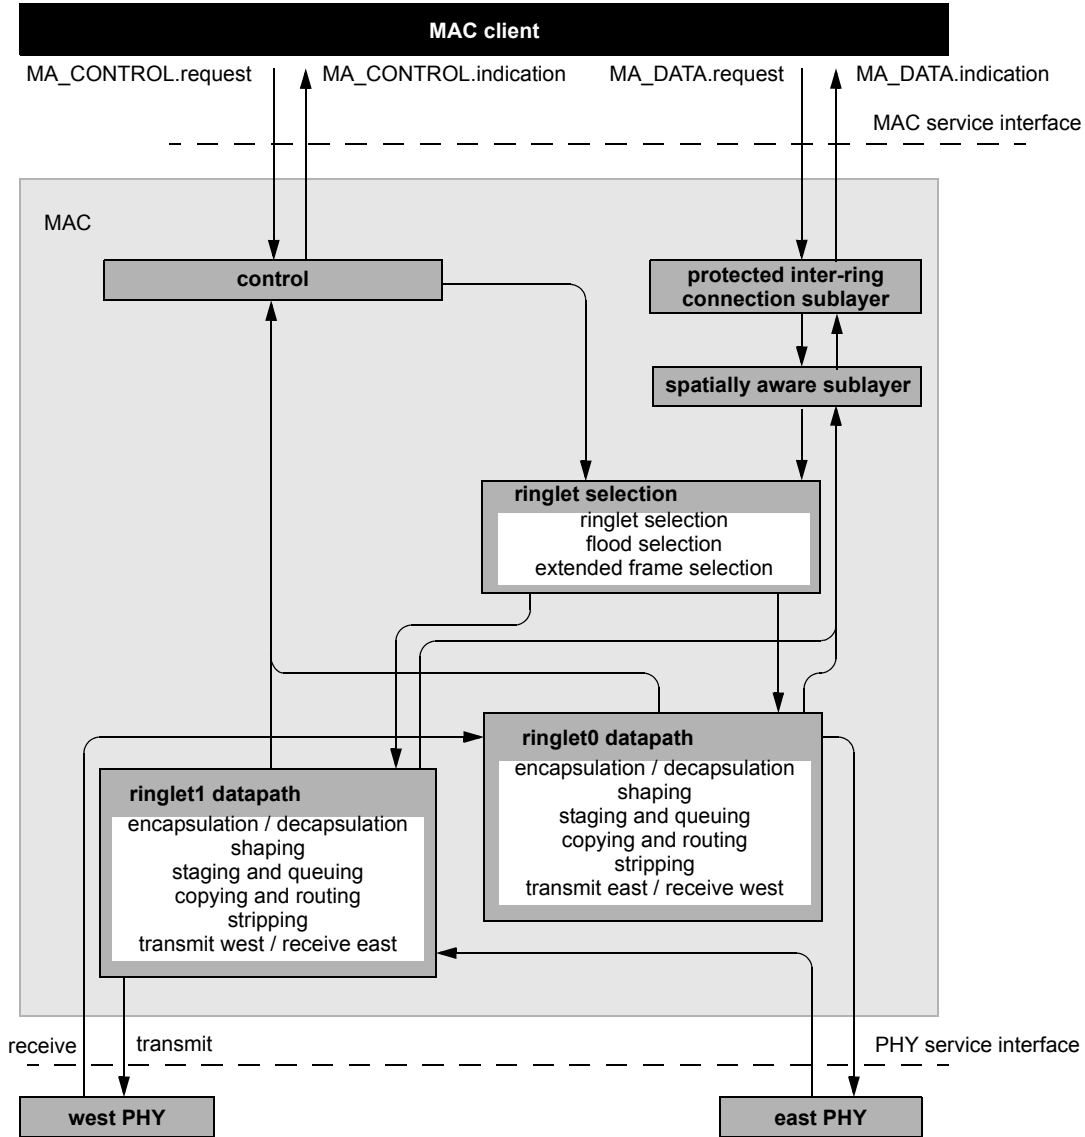 MAC client
MA_CONTROL.request
MA_CONTROL.indication
MA_DATA.request
MA_DATA.indication
MAC service interface
MAC
control
protected inter-ring
connection sublayer
spatially aware sublayer
ringlet selection
ringlet selection
flood selection
extended frame selection
ringlet0 datapath
encapsulation / decapsulation
shaping
staging and queuing
copying and routing
stripping
transmit east / receive west
ringlet1 datapath
encapsulation / decapsulation
shaping
staging and queuing
copying and routing
stripping
transmit west / receive east
receive
transmit
PHY service interface
west PHY
east PHY